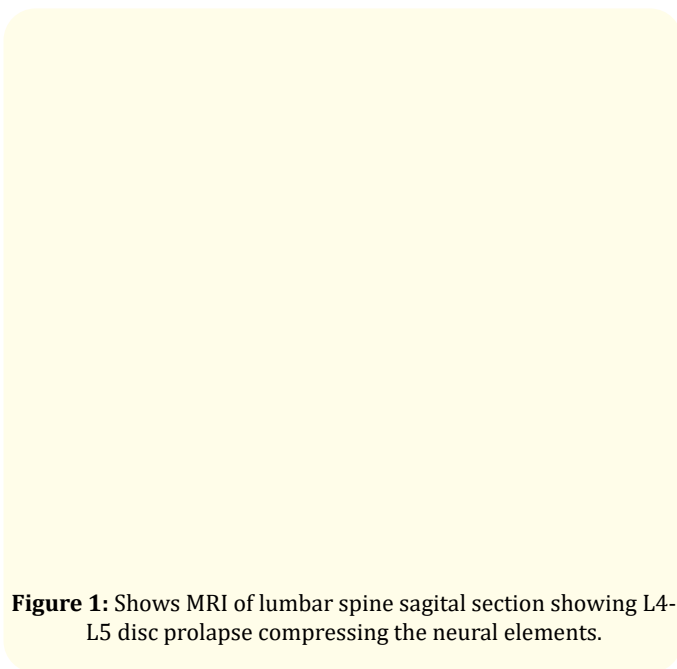 Figure 1: Shows MRI of lumbar spine sagital section showing L4-
L5 disc prolapse compressing the neural elements.